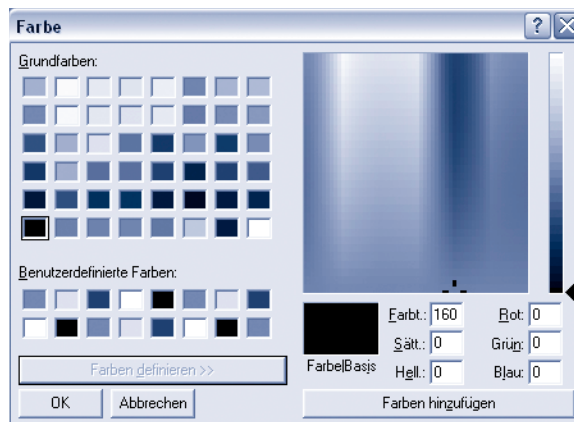 Farbe
Grundfarben:
Benutzerdefinierte Farben:
Farben definieren >>
OK
Abbrechen
Farbe|Basis
Farbt.: 160
Sätt.: 0
Hell.: 0
Rot: 0
Grün: 0
Blau: 0
Farben hinzufügen